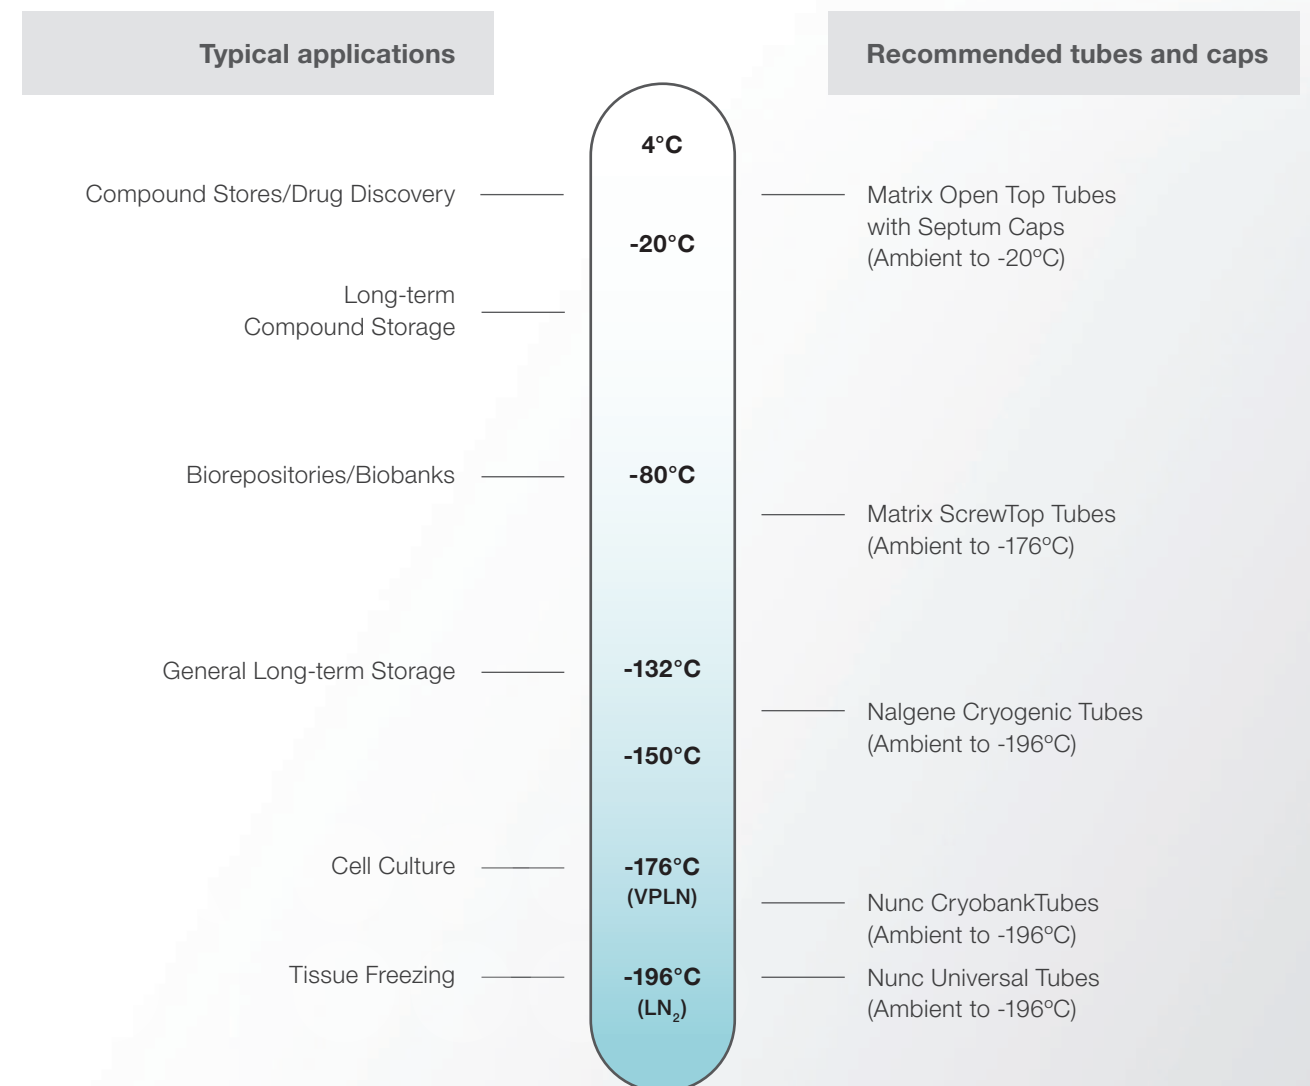 Typical applications
Recommended tubes and caps
4°C
Compound Stores/Drug Discovery
Matrix Open Top Tubes
with Septum Caps
(Ambient to -20ºC)
-20°C
Long-term
Compound Storage
Biorepositories/Biobanks
-80°C
Matrix ScrewTop Tubes
(Ambient to -176ºC)
General Long-term Storage
-132°C
Nalgene Cryogenic Tubes
(Ambient to -196ºC)
-150°C
Cell Culture
-176°C
(VPLN)
Nunc CryobankTubes
(Ambient to -196ºC)
Tissue Freezing
-196°C
(LN₂)
Nunc Universal Tubes
(Ambient to -196ºC)